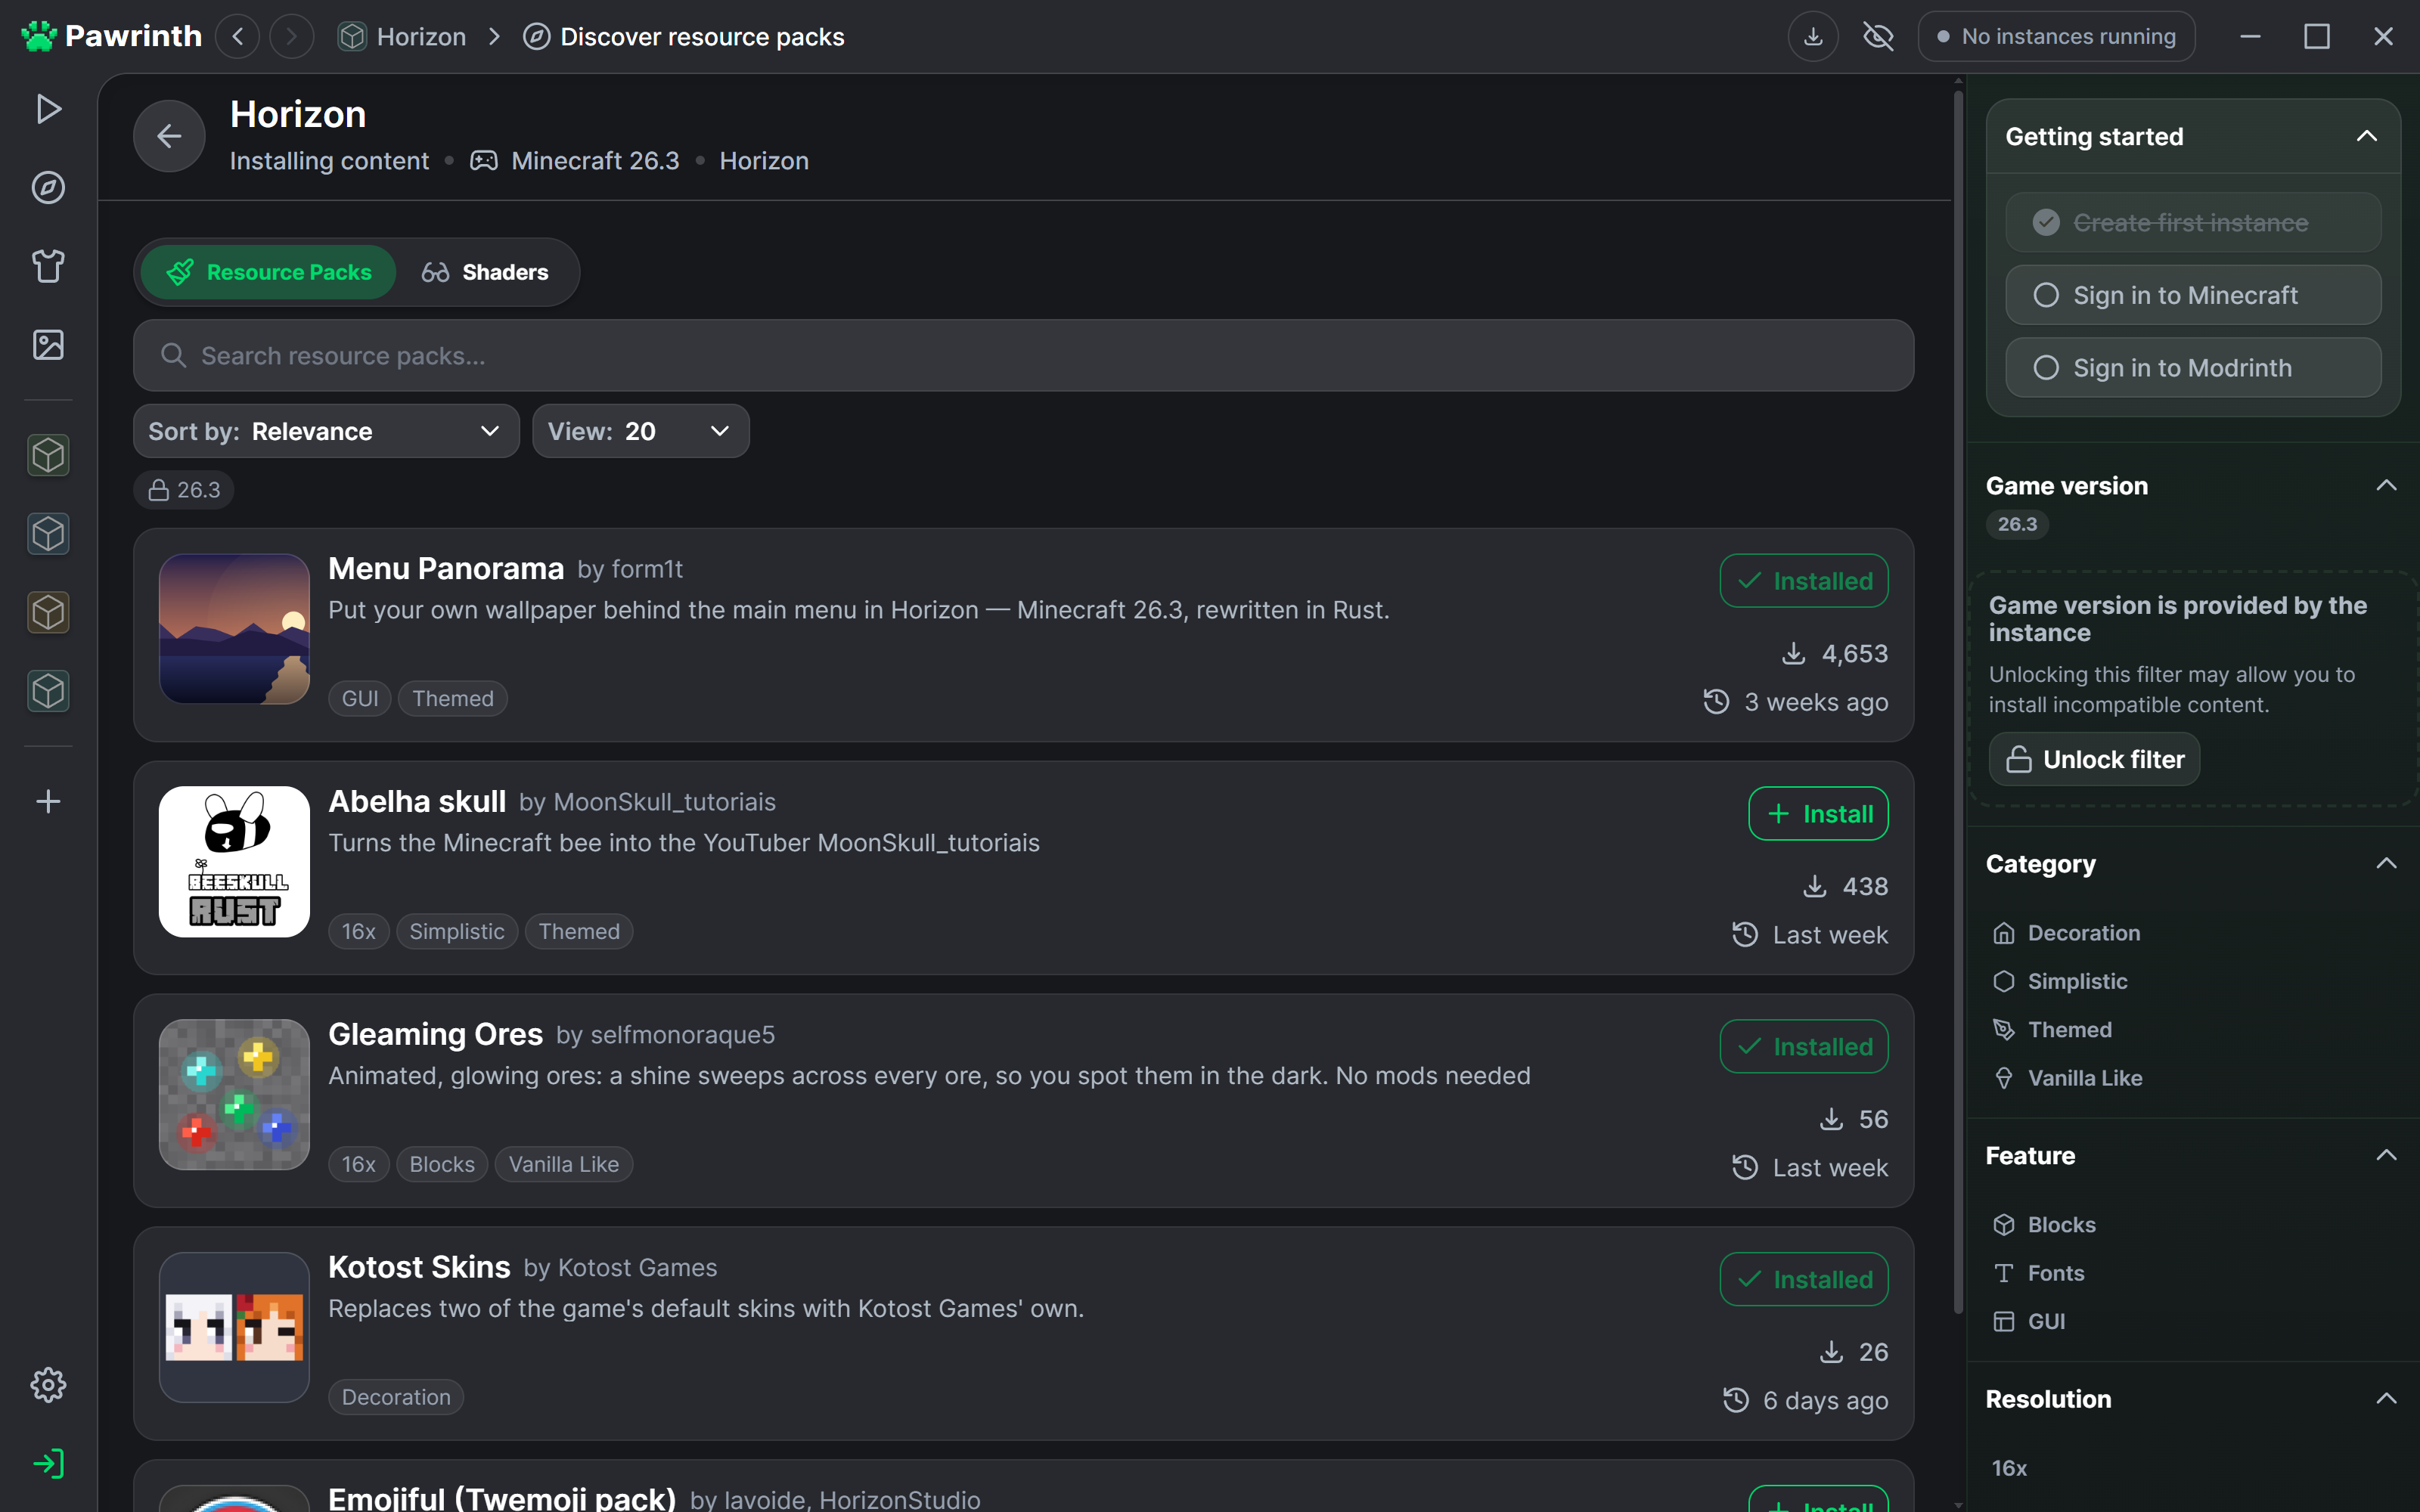 Pawrinth
Horizon
Discover resource packs
No instances running
Horizon
Installing content • Minecraft 26.3 • Horizon
Resource Packs
Shaders
Search resource packs...
Sort by: Relevance
View: 20
26.3
Menu Panorama by form1t
Put your own wallpaper behind the main menu in Horizon — Minecraft 26.3, rewritten in Rust.
GUI
Themed
Installed
4,653
3 weeks ago
BEESKULL
RUST
Abelha skull by MoonSkull_tutoriais
Turns the Minecraft bee into the YouTuber MoonSkull_tutoriais
16x
Simplistic
Themed
Install
438
Last week
Gleaming Ores by selfmonoraque5
Animated, glowing ores: a shine sweeps across every ore, so you spot them in the dark. No mods needed
16x
Blocks
Vanilla Like
Installed
56
Last week
Kotost Skins by Kotost Games
Replaces two of the game's default skins with Kotost Games' own.
Decoration
Installed
26
6 days ago
Emojiful (Twemoji pack) by lavoide, HorizonStudio
Install
Getting started
Create first instance
Sign in to Minecraft
Sign in to Modrinth
Game version
26.3
Game version is provided by the
instance
Unlocking this filter may allow you to
install incompatible content.
Unlock filter
Category
Decoration
Simplistic
Themed
Vanilla Like
Feature
Blocks
Fonts
GUI
Resolution
16x